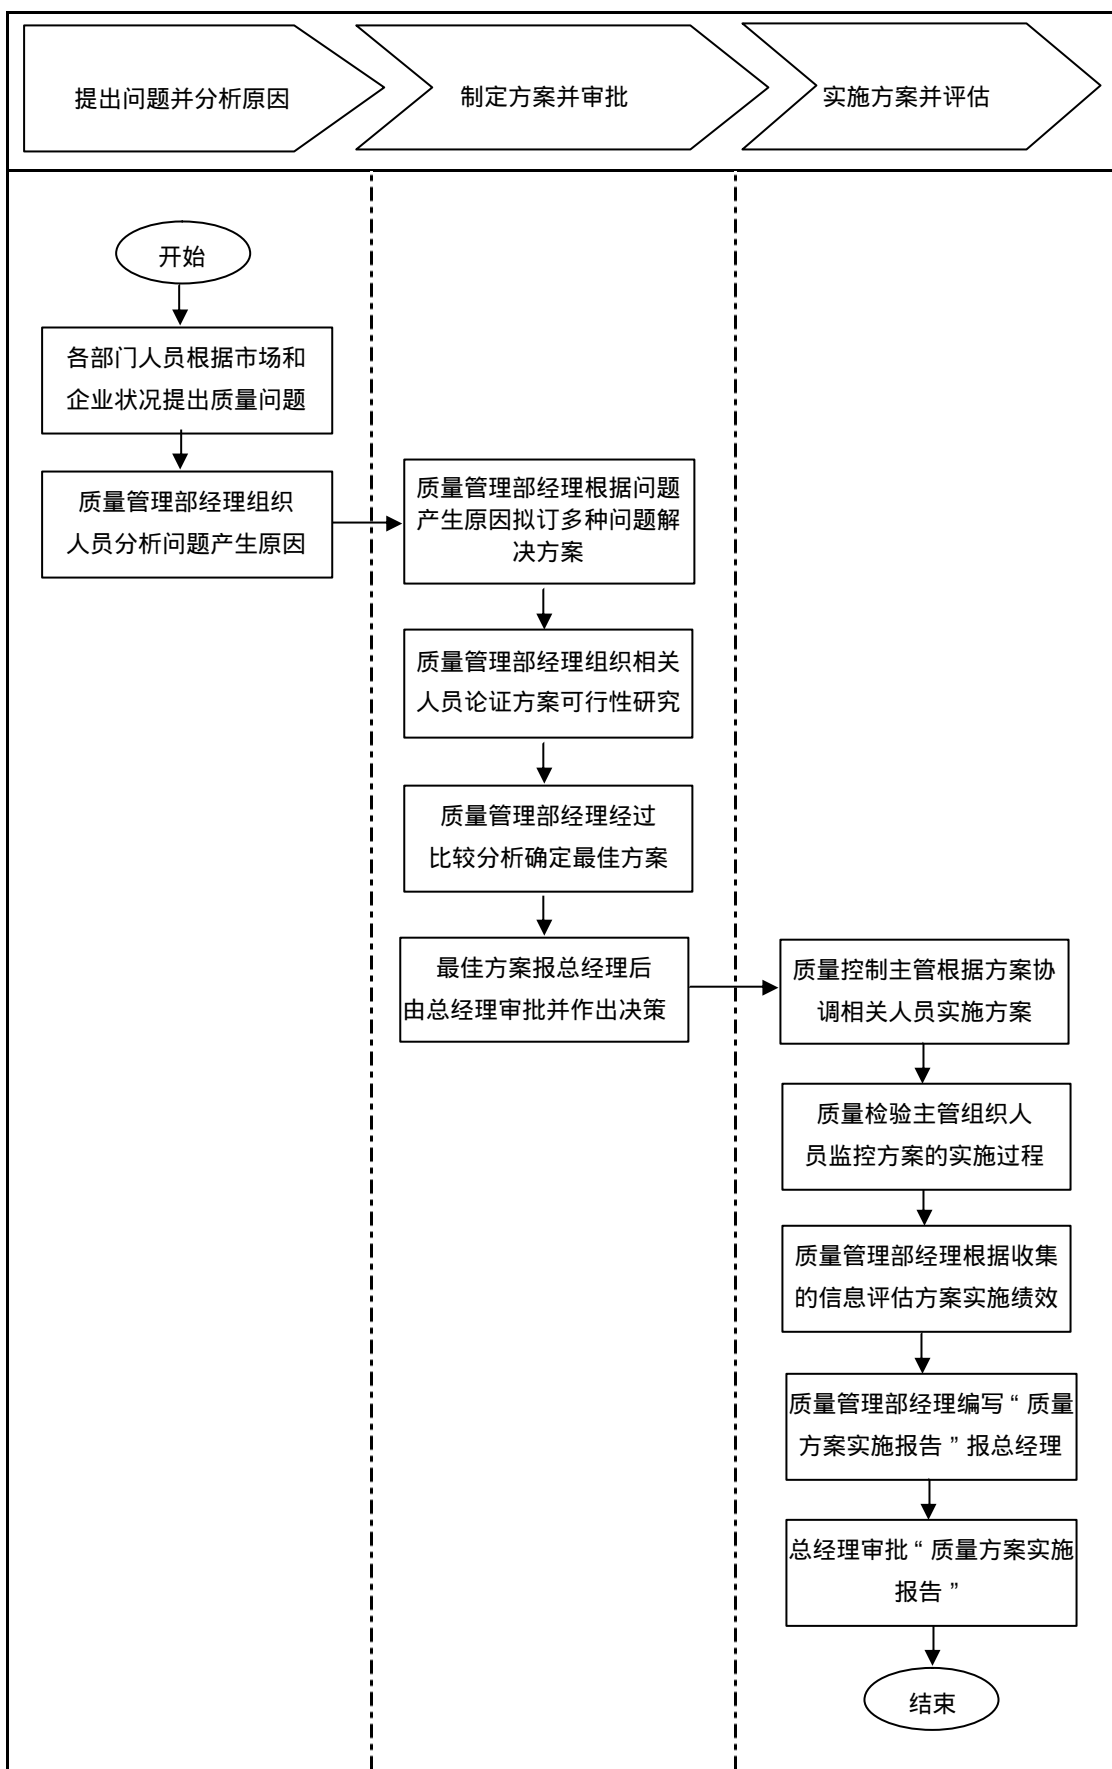 提出问题并分析原因
制定方案并审批
实施方案并评估
开始
各部门人员根据市场和
企业状况提出质量问题
质量管理部经理组织
人员分析问题产生原因
质量管理部经理根据问题
产生原因拟订多种问题解
决方案
质量管理部经理组织相关
人员论证方案可行性研究
质量管理部经理经过
比较分析确定最佳方案
最佳方案报总经理后
由总经理审批并作出决策
质量控制主管根据方案协
调相关人员实施方案
质量检验主管组织人
员监控方案的实施过程
质量管理部经理根据收集
的信息评估方案实施绩效
质量管理部经理编写“质量
方案实施报告”报总经理
总经理审批“质量方案实施
报告”
结束